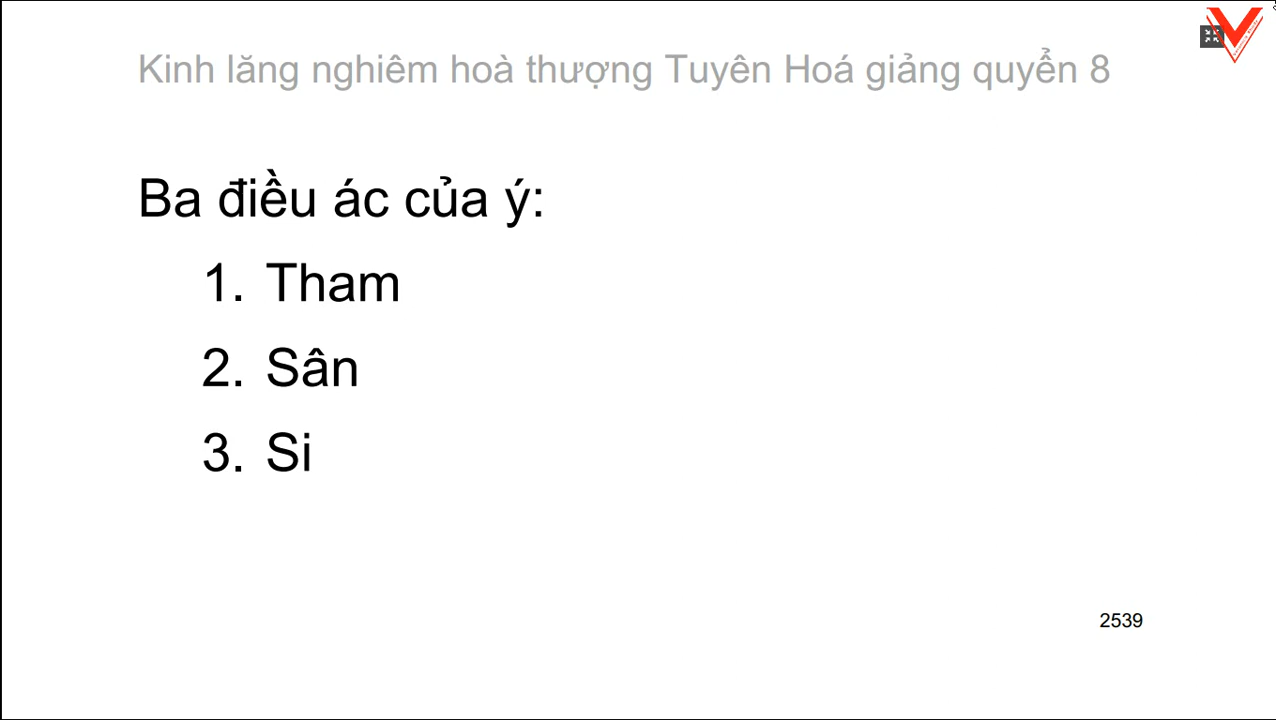 Kinh lăng nghiêm hoà thượng Tuyên Hoá giảng quyển 8
Ba điều ác của ý:
1. Tham
2. Sân
3. Si
2539